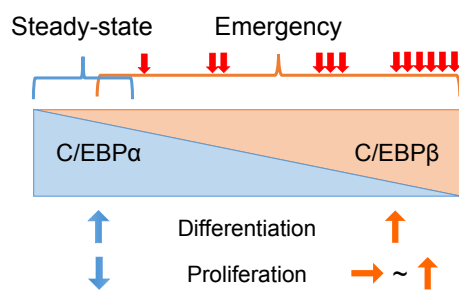 Steady-state Emergency
C/EBPα C/EBPβ
Differentiation
Proliferation ~